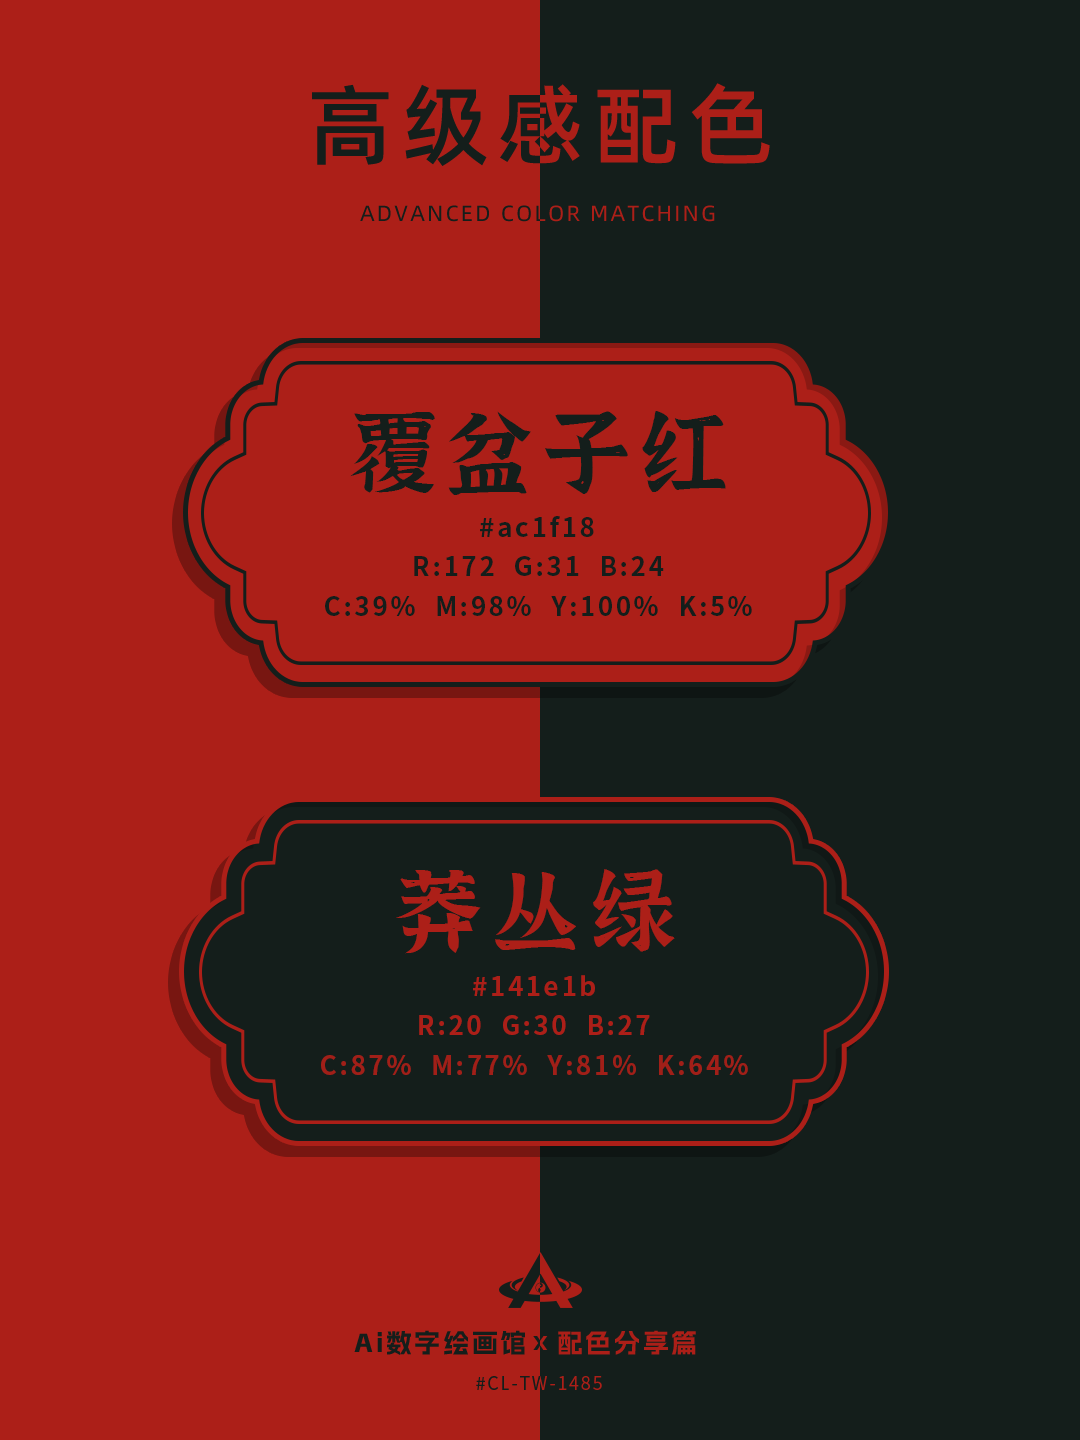 高级感配色
ADVANCED COLOR MATCHING
覆盆子红
#ac1f18
R:172 G:31 B:24
C:39% M:98% Y:100% K:5%
莽丛绿
#141e1b
R:20 G:30 B:27
C:87% M:77% Y:81% K:64%
Ai数字绘画馆 x 配色分享篇
#CL-TW-1485